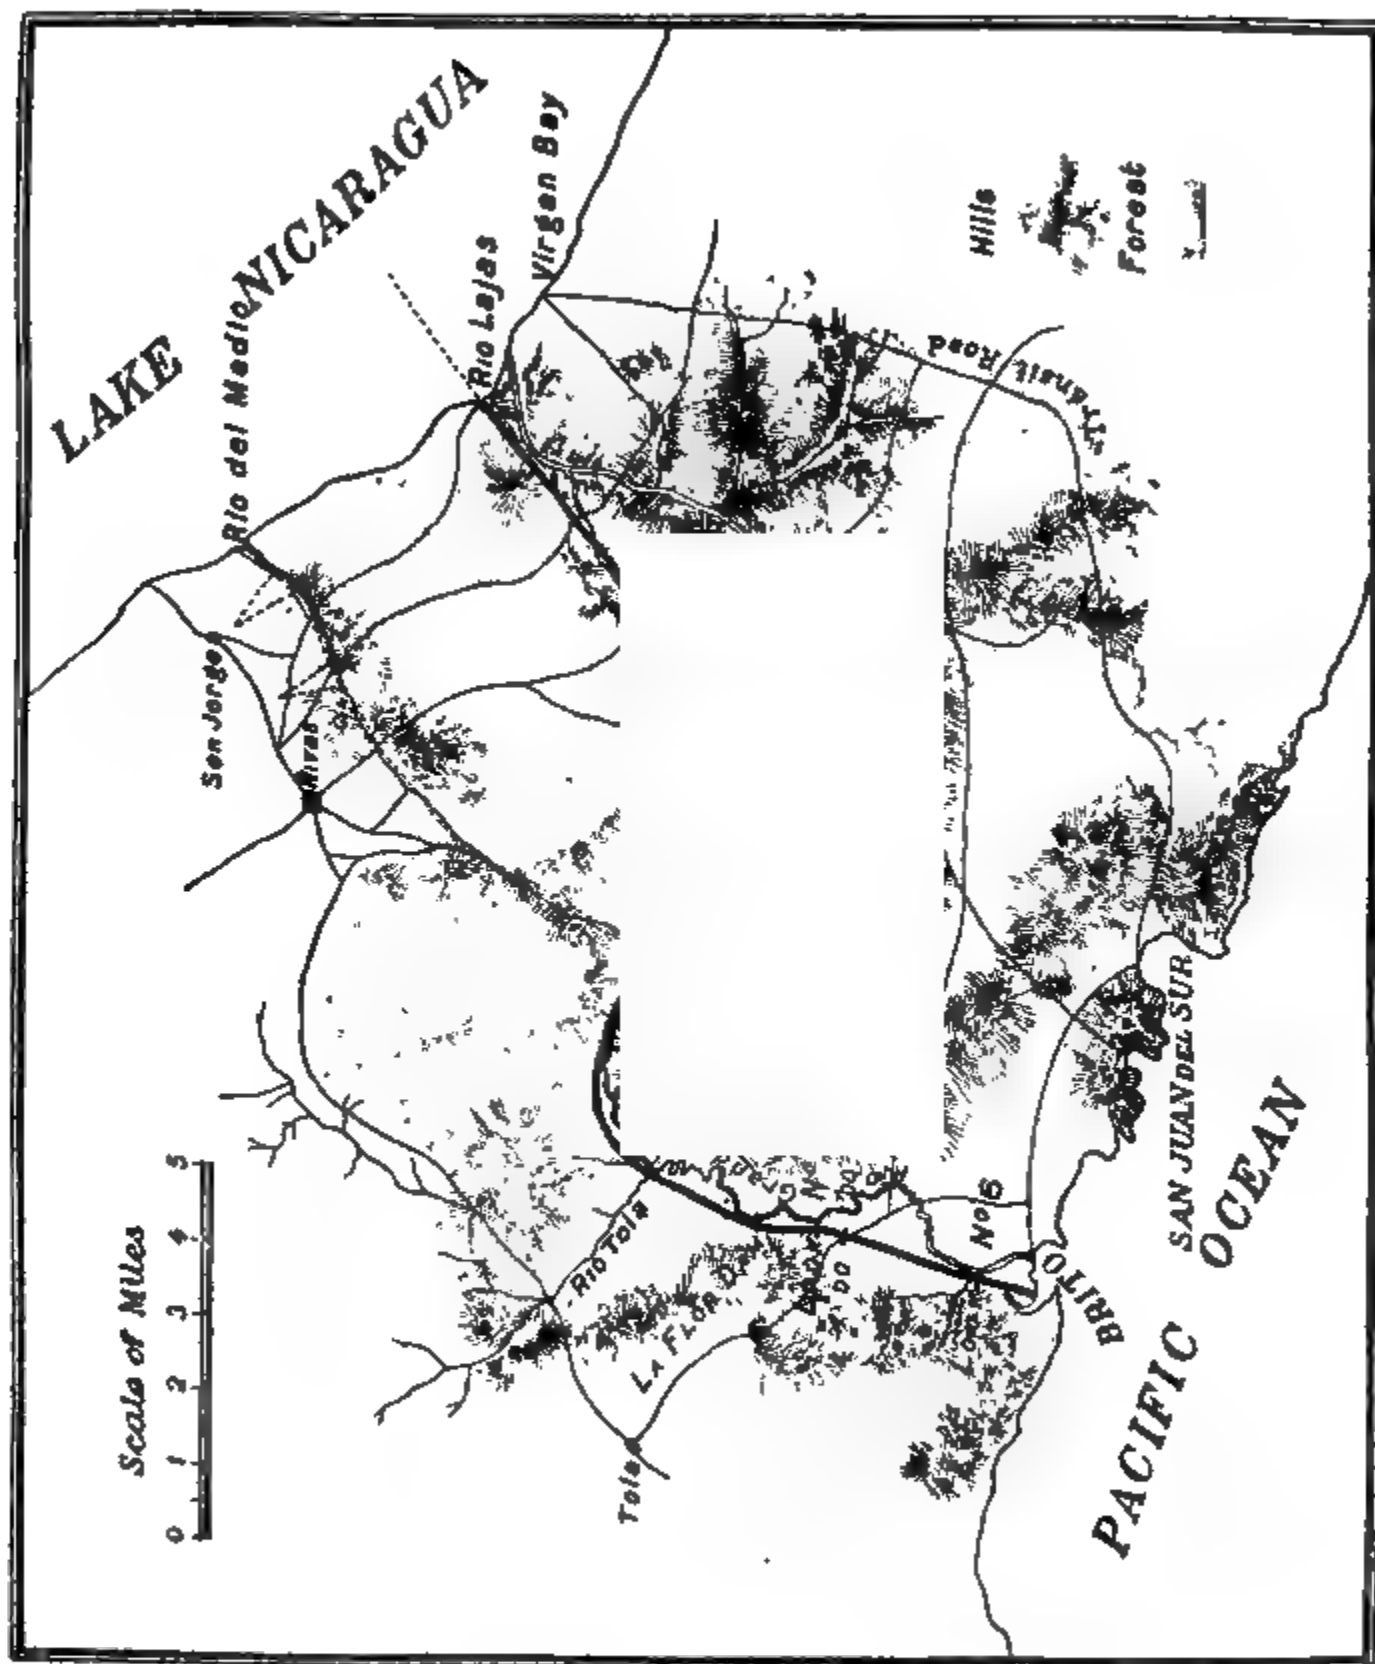 LAKE NICARAGUA
Rio del Medio
Rio Lajas
Virgen Bay
San Jorge
Rivas
Hills
Forest
Transit Road
Scale of Miles
0 1 2 3 4 5
Rio Tola
LA FLOR
Tola
No 6
BRITO
SAN JUAN DEL SUR
PACIFIC OCEAN